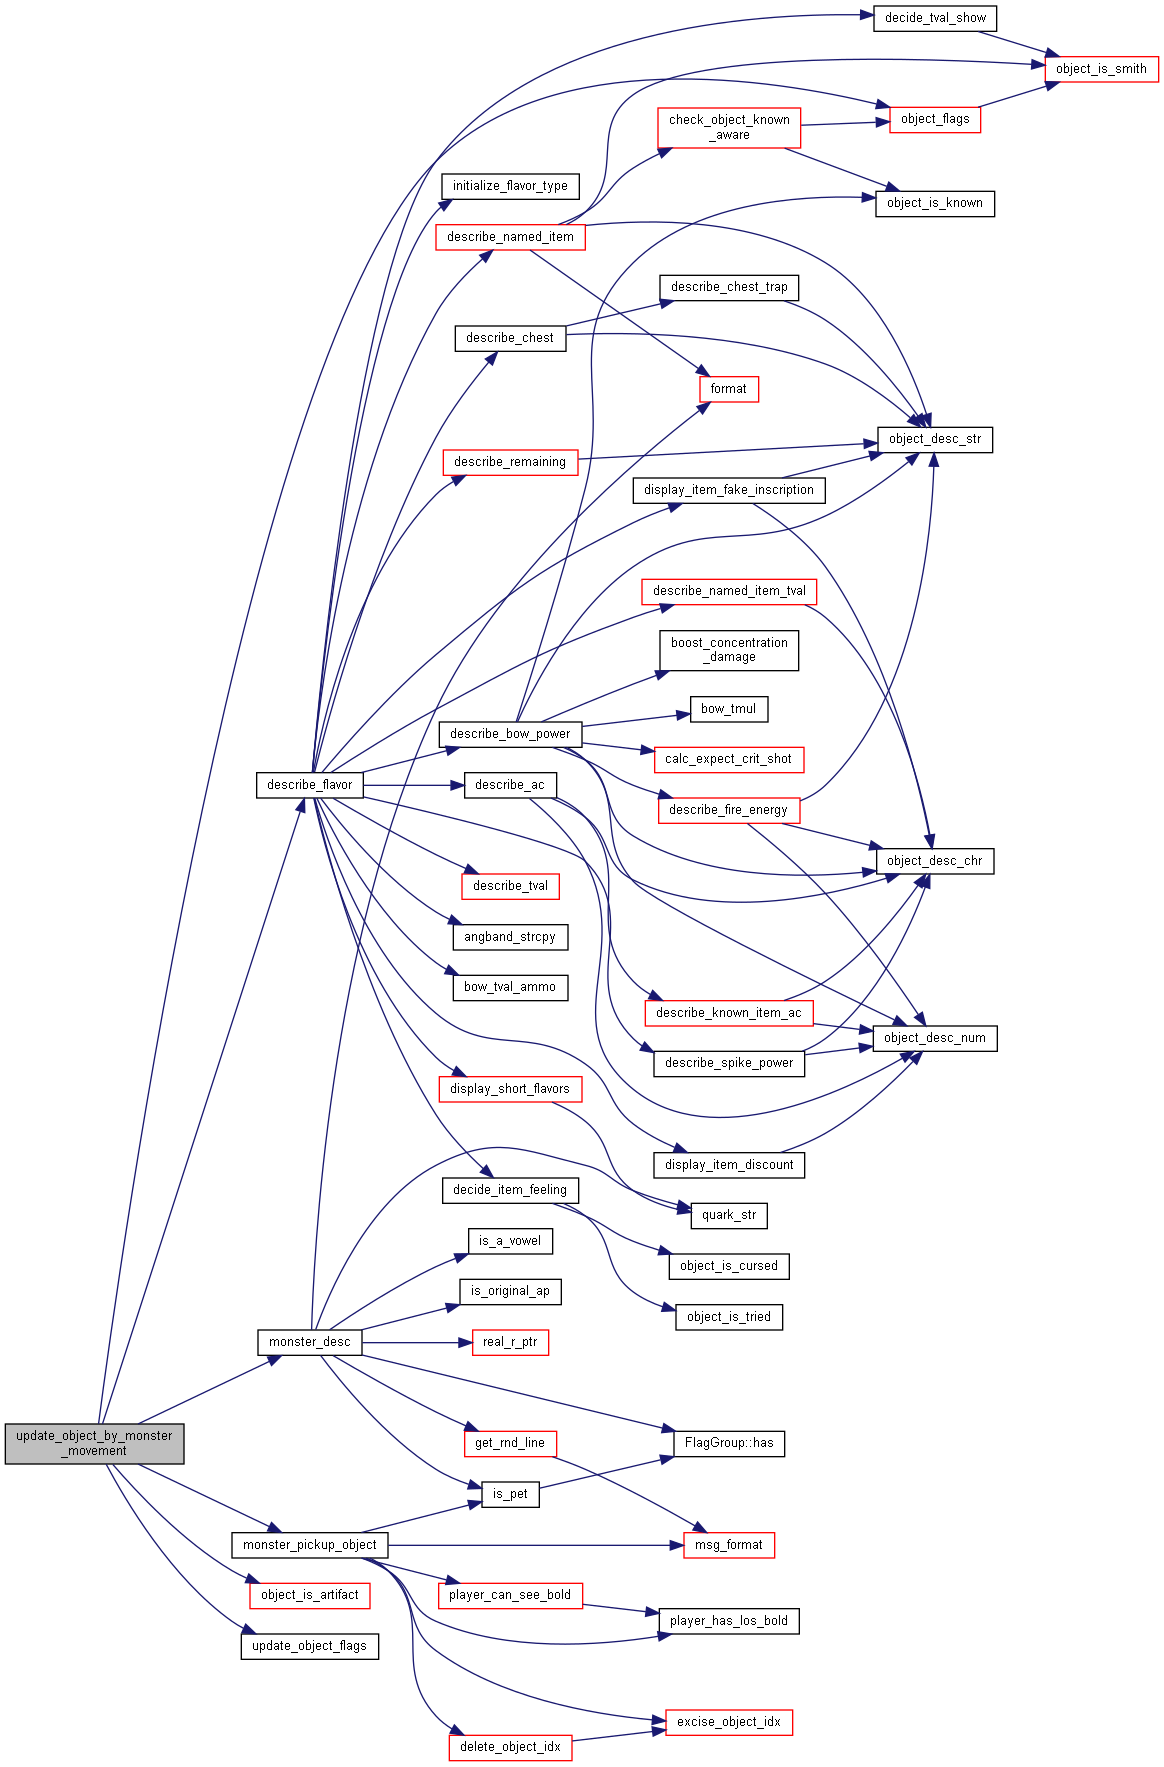 decide_tval_show
object_is_smith
object_flags
check_object_known
_aware
initialize_flavor_type
object_is_known
describe_named_item
describe_chest_trap
describe_chest
format
object_desc_str
describe_remaining
display_item_fake_inscription
describe_named_item_tval
boost_concentration
_damage
bow_tmul
describe_bow_power
calc_expect_crit_shot
describe_flavor
describe_ac
describe_fire_energy
object_desc_chr
describe_tval
angband_strcpy
bow_tval_ammo
describe_known_item_ac
object_desc_num
describe_spike_power
display_short_flavors
display_item_discount
decide_item_feeling
quark_str
is_a_vowel
object_is_cursed
is_original_ap
object_is_tried
monster_desc
real_r_ptr
update_object_by_monster
_movement
get_rnd_line
FlagGroup::has
is_pet
monster_pickup_object
msg_format
object_is_artifact
player_can_see_bold
player_has_los_bold
update_object_flags
excise_object_idx
delete_object_idx